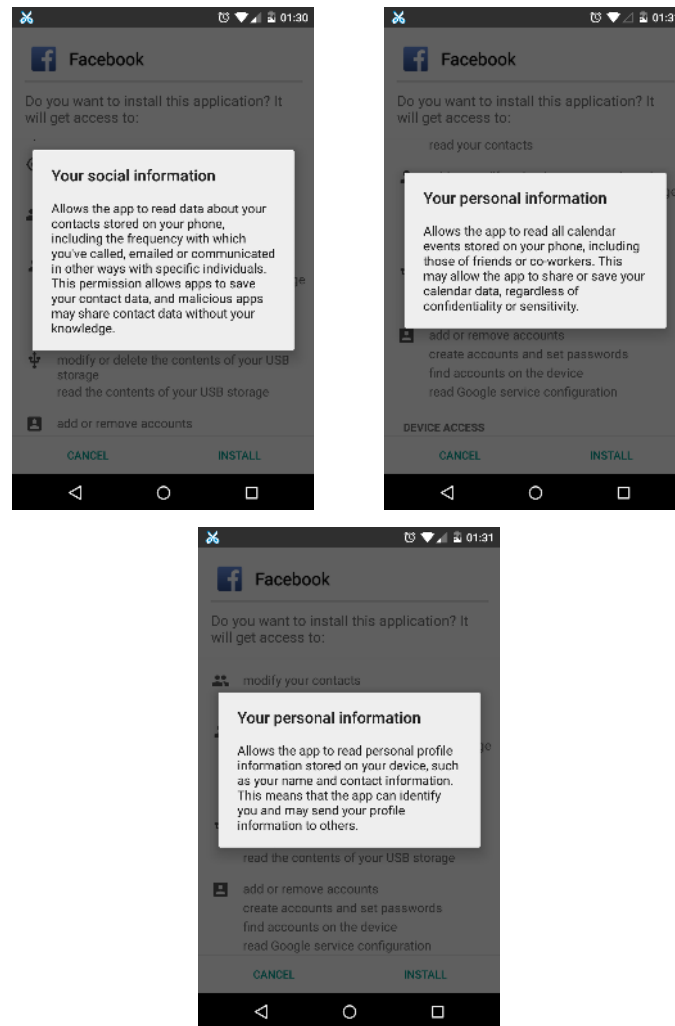 01:30
Facebook
Do you want to install this application? It
will get access to:
Your social information
Allows the app to read data about your
contacts stored on your phone,
including the frequency with which
you've called, emailed or communicated
in other ways with specific individuals.
This permission allows apps to save
your contact data, and malicious apps
may share contact data without your
knowledge.
modify or delete the contents of your USB
storage
read the contents of your USB storage
add or remove accounts
CANCEL INSTALL
01:31
Facebook
Do you want to install this application? It
will get access to:
read your contacts
Your personal information
Allows the app to read all calendar
events stored on your phone, including
those of friends or co-workers. This
may allow the app to share or save your
calendar data, regardless of
confidentiality or sensitivity.
add or remove accounts
create accounts and set passwords
find accounts on the device
read Google service configuration
DEVICE ACCESS
CANCEL INSTALL
01:31
Facebook
Do you want to install this application? It
will get access to:
modify your contacts
Your personal information
Allows the app to read personal profile
information stored on your device, such
as your name and contact information.
This means that the app can identify
you and may send your profile
information to others.
read the contents of your USB storage
add or remove accounts
create accounts and set passwords
find accounts on the device
read Google service configuration
CANCEL INSTALL